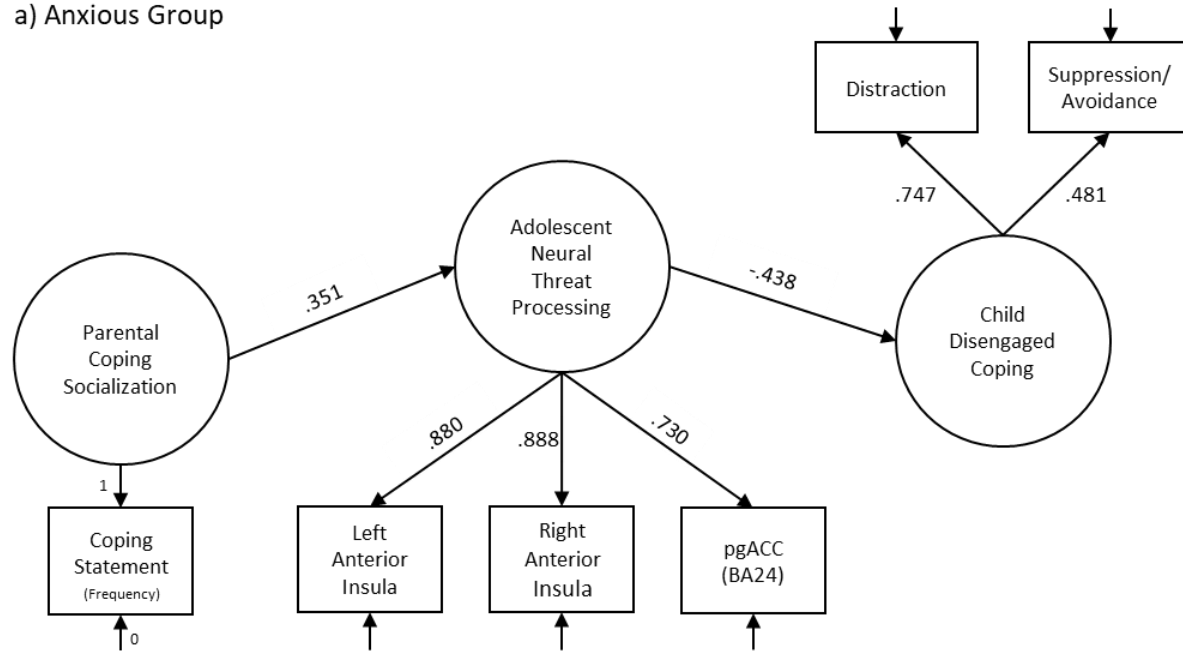 a) Anxious Group
Distraction
Suppression/
Avoidance
.747
.481
Adolescent
Neural
Threat
Processing
.351
-.438
Parental
Coping
Socialization
Child
Disengaged
Coping
.880
.888
.730
1
Coping
Statement
(Frequency)
0
Left
Anterior
Insula
Right
Anterior
Insula
pgACC
(BA24)